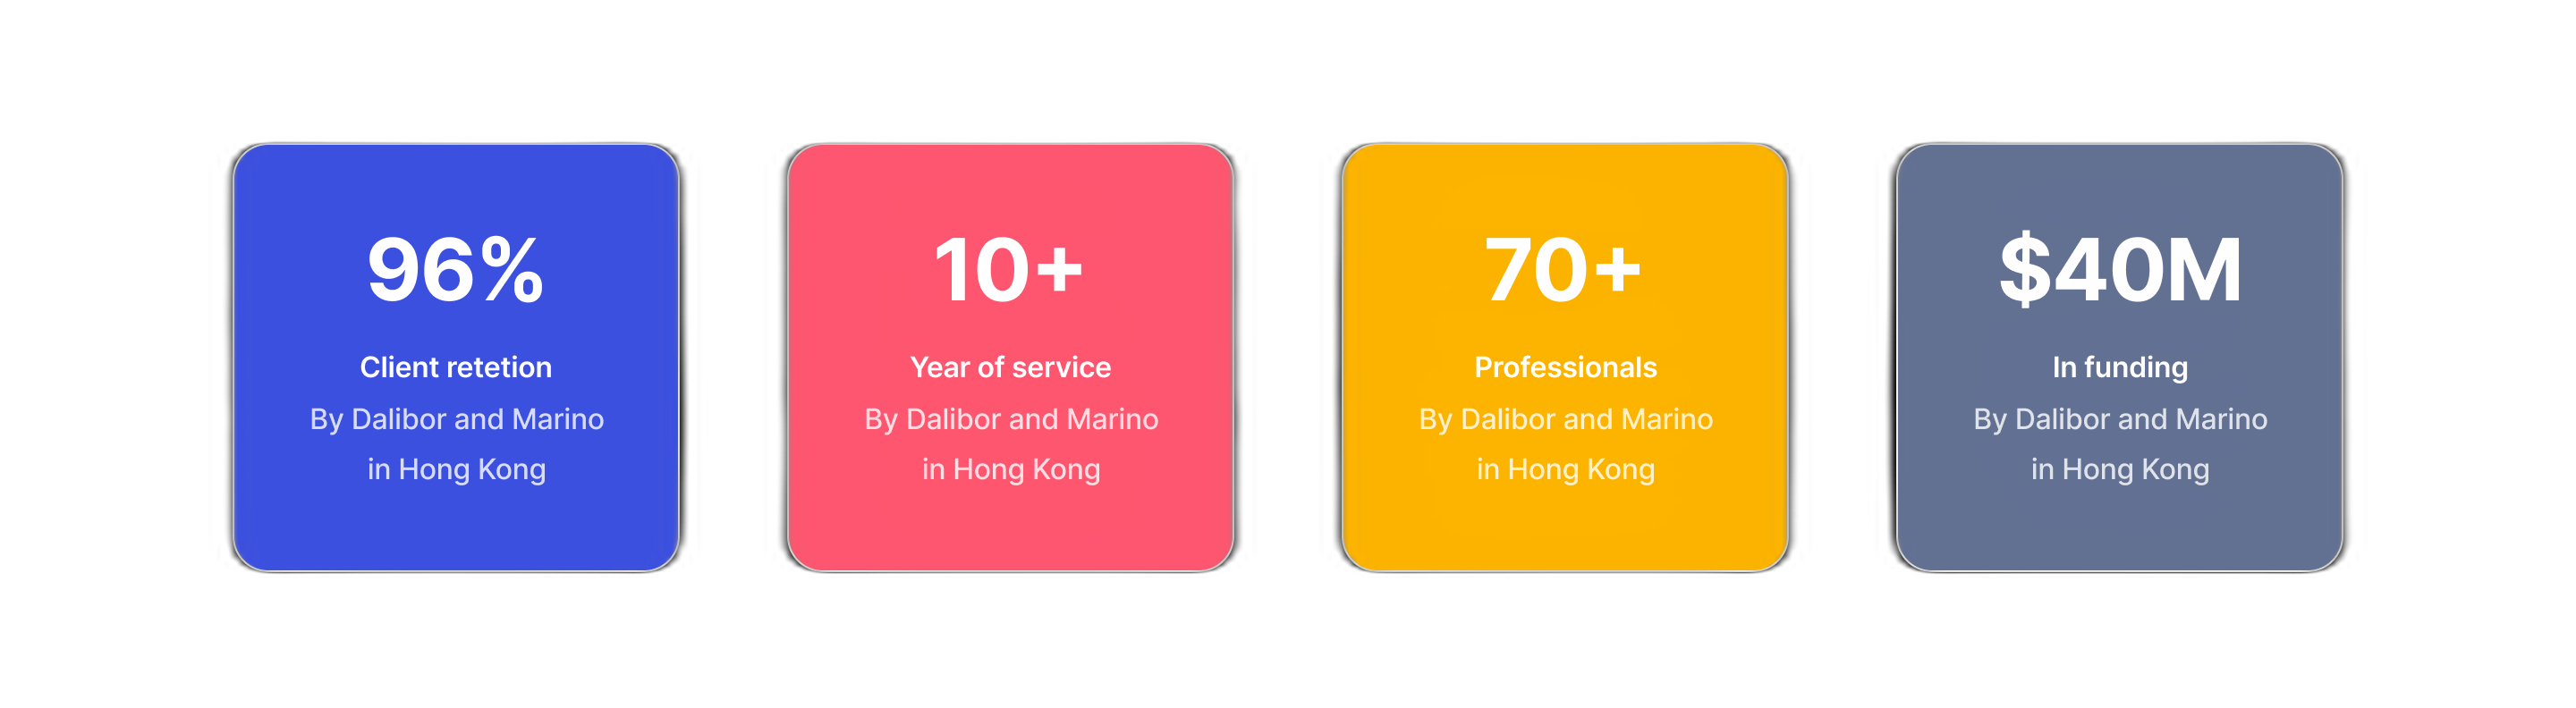 96%
Client retetion
By Dalibor and Marino
in Hong Kong
10+
Year of service
By Dalibor and Marino
in Hong Kong
70+
Professionals
By Dalibor and Marino
in Hong Kong
$40M
In funding
By Dalibor and Marino
in Hong Kong